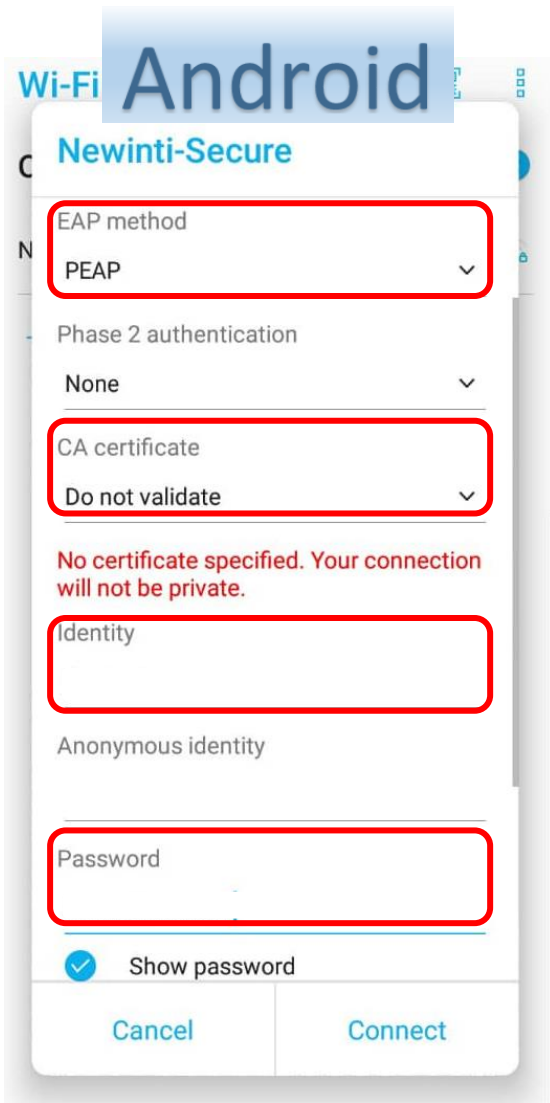 Android
Wi-Fi
Newinti-Secure
EAP method
PEAP
Phase 2 authentication
None
CA certificate
Do not validate
No certificate specified. Your connection
will not be private.
Identity
Anonymous identity
Password
Show password
Cancel
Connect